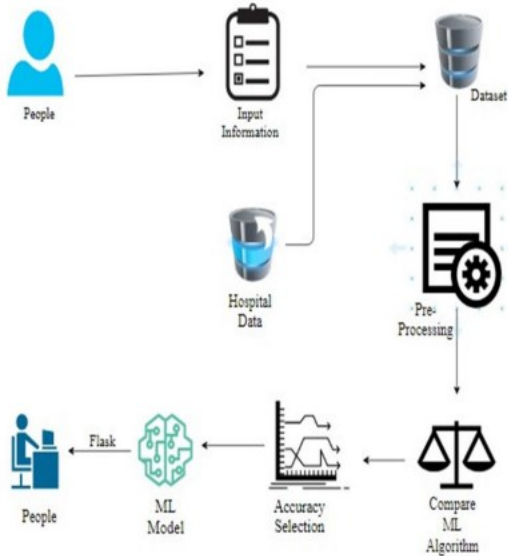 People
Input
Information
Dataset
Hospital
Data
Pre-
Processing
Compare
ML
Algorithm
Accuracy
Selection
ML
Model
Flask
People